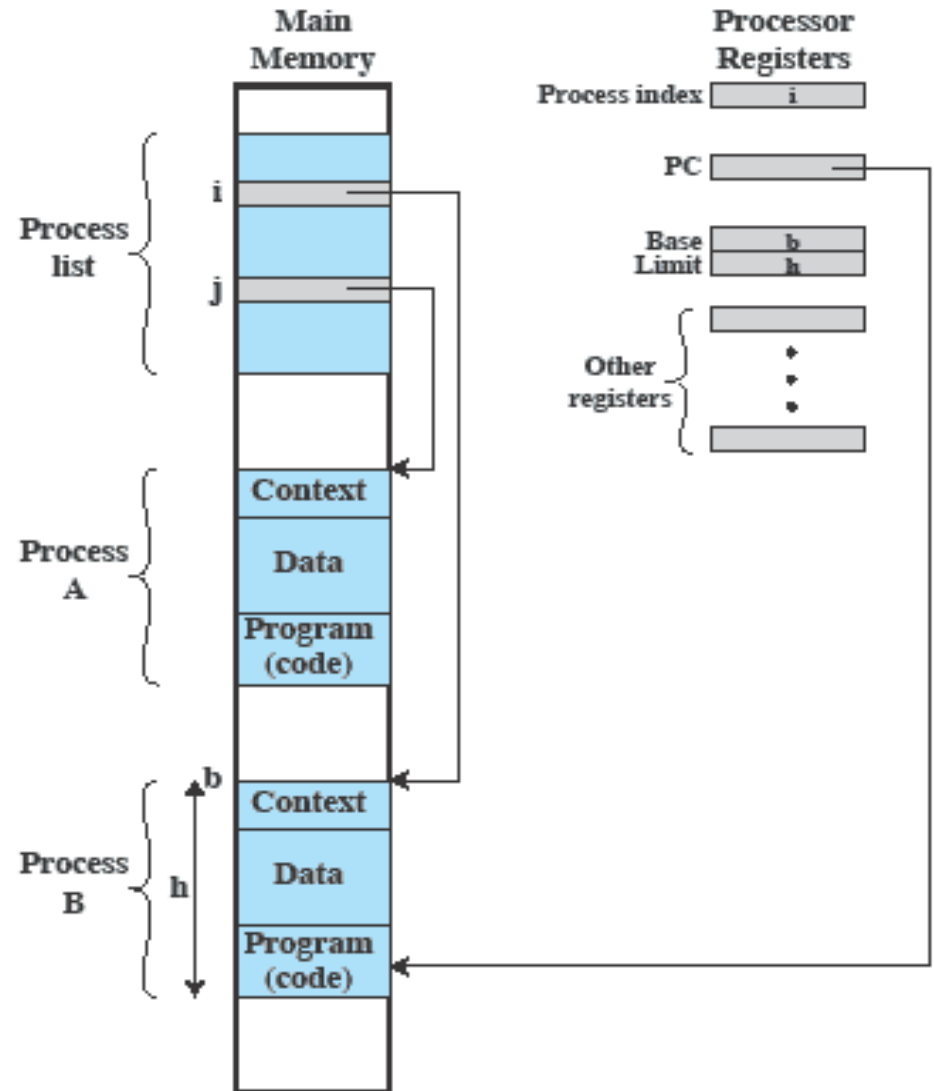 Main
Memory
Processor
Registers
Process index
i
PC
Base
b
Limit
h
Other
registers
Process
list
i
j
Process
A
Context
Data
Program
(code)
b
Process
B
h
Context
Data
Program
(code)